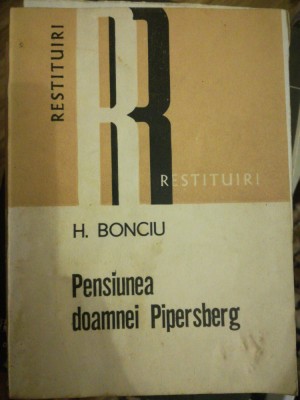 RESTITUIRI
RESTITUIRI
H. BONCIU
Pensiunea
doamnei Pipersberg